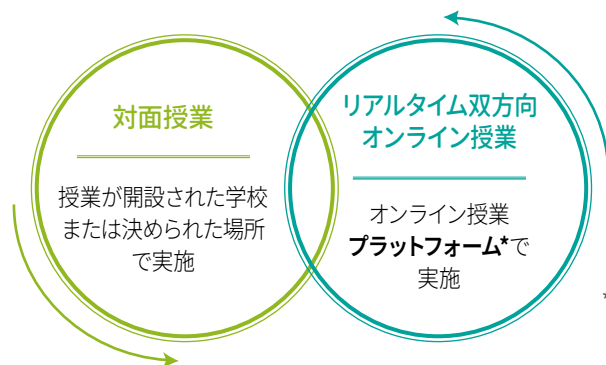 対面授業
授業が開設された学校
または決められた場所
で実施
リアルタイム双方向
オンライン授業
オンライン授業
プラットフォーム*で
実施
*